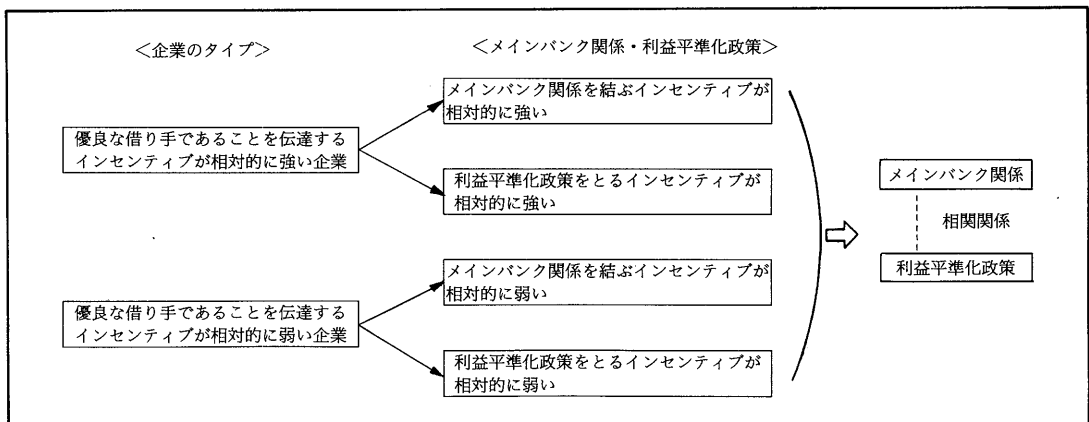 ＜企業のタイプ＞
＜メインバンク関係・利益平準化政策＞
優良な借り手であることを伝達する
インセンティブが相対的に強い企業
メインバンク関係を結ぶインセンティブが
相対的に強い
利益平準化政策をとるインセンティブが
相対的に強い
優良な借り手であることを伝達する
インセンティブが相対的に弱い企業
メインバンク関係を結ぶインセンティブが
相対的に弱い
利益平準化政策をとるインセンティブが
相対的に弱い
メインバンク関係
相関関係
利益平準化政策